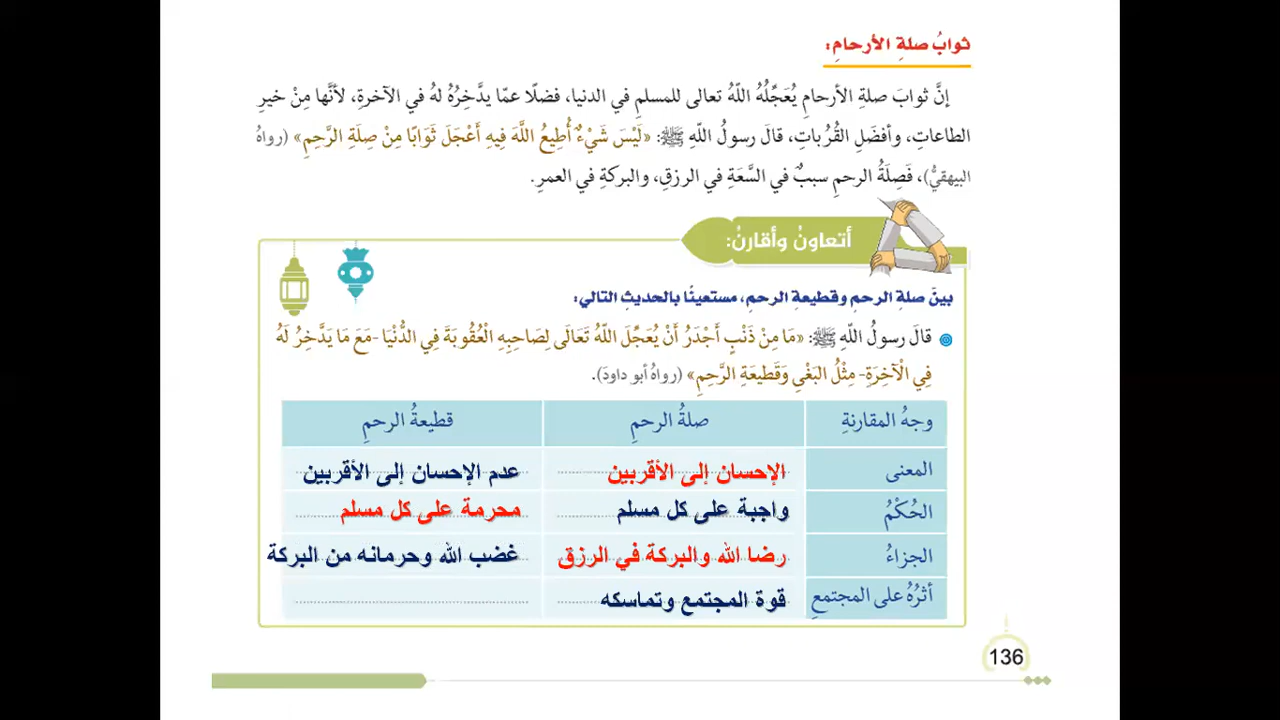 ثوابُ صلةِ الأرحامِ:
إنَّ ثوابَ صلةِ الأرحامِ يُعَجِّلُهُ اللّهُ تعالى للمسلمِ في الدنيا، فضلًا عمّا يدَّخِرُهُ لهُ في الآخرةِ، لأنَّها مِنْ خيرِ
الطاعاتِ، وأفضَلِ القُرُباتِ، قالَ رسولُ اللّهِ ﷺ: «لَيْسَ شَيْءٌ أُطِيعُ اللَّهَ فِيهِ أَعْجَلَ ثَوَابًا مِنْ صِلَةِ الرَّحِمِ» (رواهُ
البيهقيُّ)، فَصِلَةُ الرحمِ سببٌ في السَّعَةِ في الرزقِ، والبركةِ في العمرِ.
أتعاونُ وأقارنُ:
بينَ صلةِ الرحمِ وقطيعةِ الرحمِ، مستعينًا بالحديثِ التالي:
قالَ رسولُ اللّهِ ﷺ: «مَا مِنْ ذَنْبٍ أَجْدَرُ أَنْ يُعَجِّلَ اللّهُ تَعَالَى لِصَاحِبِهِ الْعُقُوبَةَ فِي الدُّنْيَا -مَعَ مَا يَدَّخِرُ لَهُ
فِي الْآخِرَةِ- مِثْلُ البَغْيِ وَقَطِيعَةِ الرَّحِمِ» (رواهُ أبو داودَ).
وجهُ المقارنةِ صلةُ الرحمِ قطيعةُ الرحمِ
المعنى الإحسان إلى الأقربين عدم الإحسان إلى الأقربين
الحُكْمُ واجبة على كل مسلم محرمة على كل مسلم
الجزاءُ رضا الله والبركة في الرزق غضب الله وحرمانه من البركة
أثرُهُ على المجتمعِ قوة المجتمع وتماسكه
136